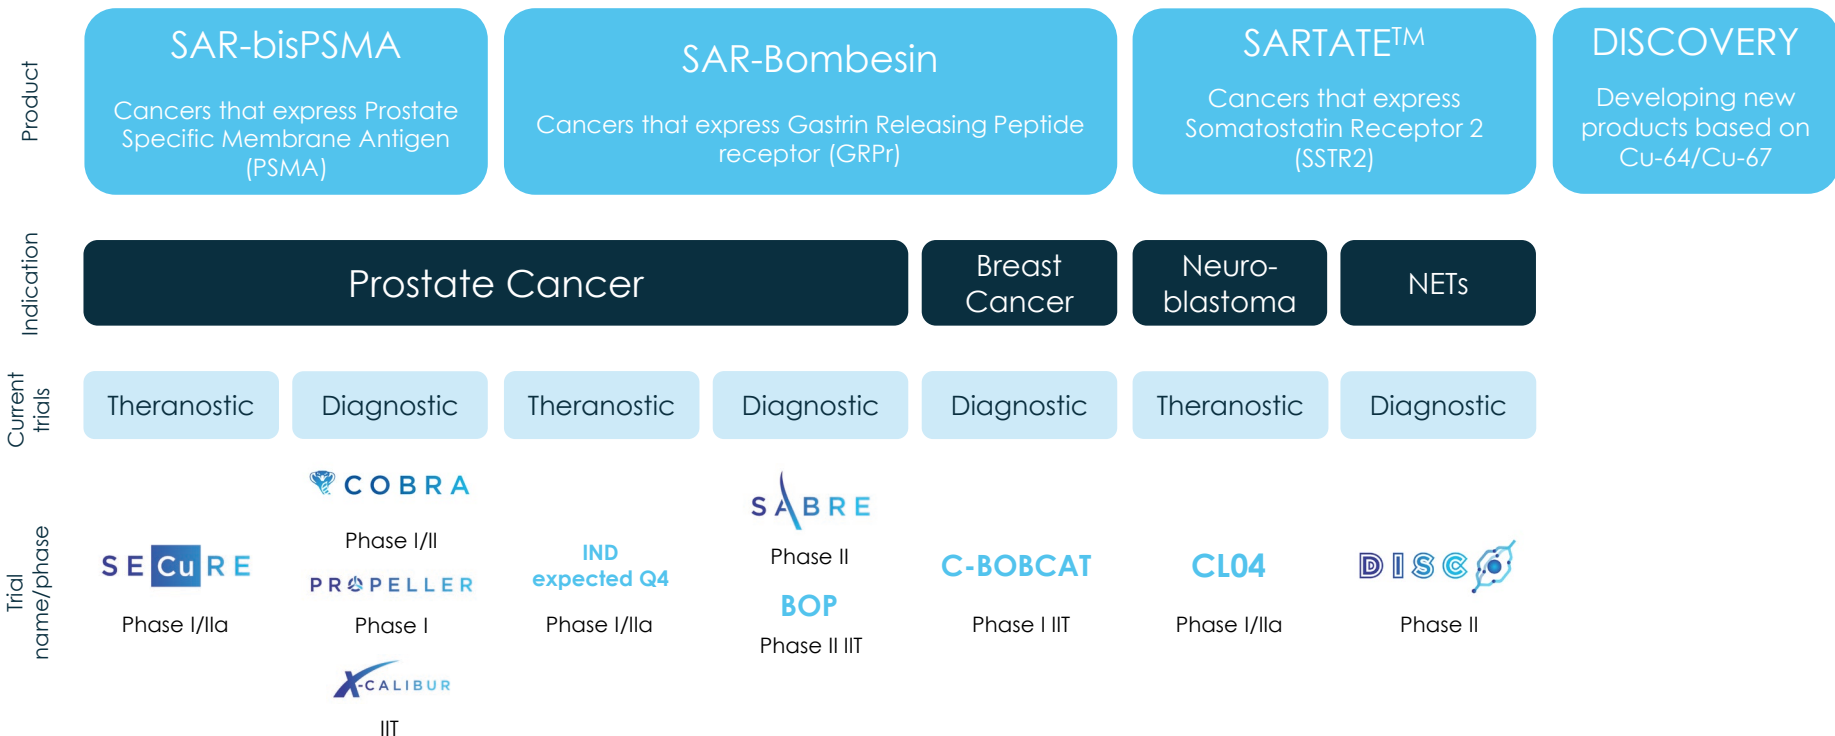 Product
SAR-bisPSMA
Cancers that express Prostate
Specific Membrane Antigen
(PSMA)
SAR-Bombesin
Cancers that express Gastrin Releasing Peptide
receptor (GRPr)
SARTATE™
Cancers that express
Somatostatin Receptor 2
(SSTR2)
DISCOVERY
Developing new
products based on
Cu-64/Cu-67
Indication
Prostate Cancer
Breast
Cancer
Neuro-
blastoma
NETs
Current
trials
Theranostic
Diagnostic
Theranostic
Diagnostic
Diagnostic
Theranostic
Diagnostic
Trial
name/phase
SECuRE
Phase I/IIa
COBRA
Phase I/II
PROPELLER
Phase I
X-CALIBUR
IIT
IND
expected Q4
Phase I/IIa
SABRE
Phase II
BOP
Phase II IIT
C-BOBCAT
Phase I IIT
CL04
Phase I/IIa
DISCO
Phase II